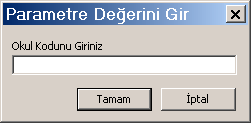 Parametre Değerini Gir
Okul Kodunu Giriniz
Tamam
İptal